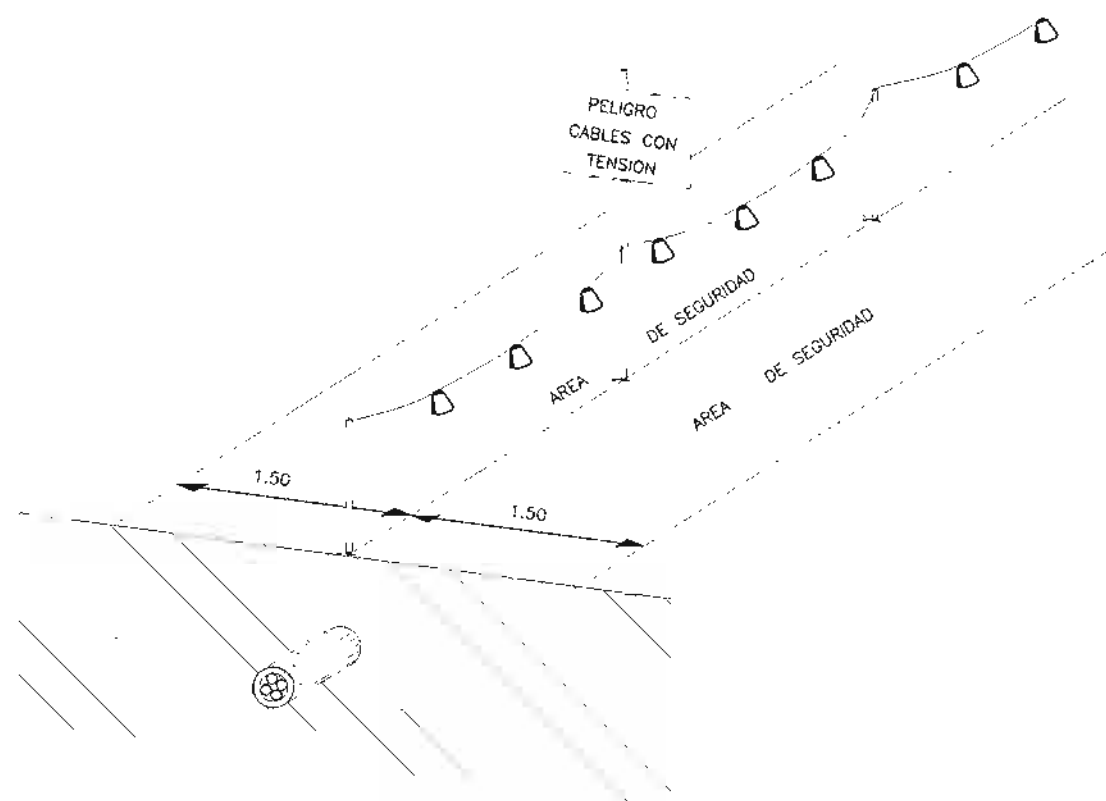 PELIGRO
CABLES CON
TENSION
AREA DE SEGURIDAD
AREA DE SEGURIDAD
1.50
1.50